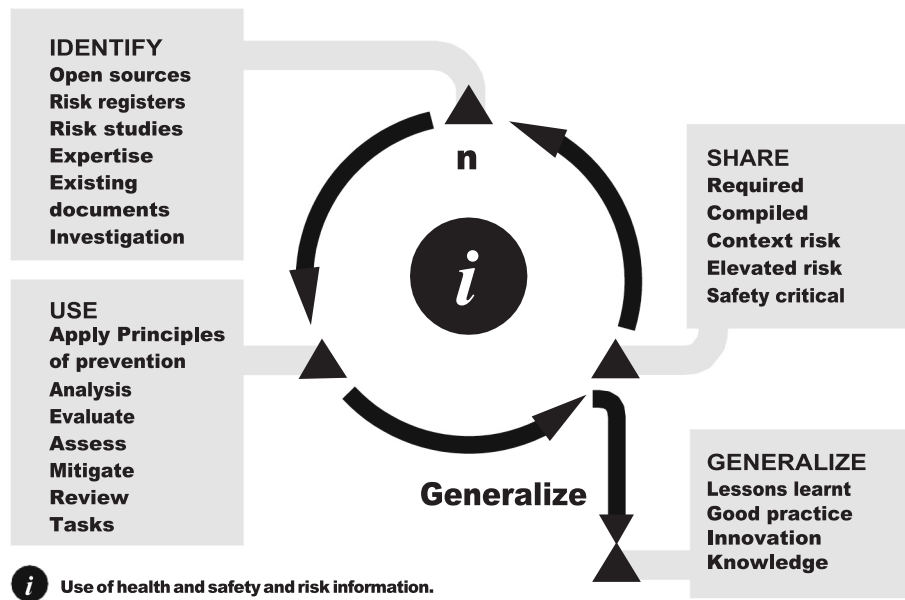 IDENTIFY
Open sources
Risk registers
Risk studies
Expertise
Existing
documents
Investigation
USE
Apply Principles
of prevention
Analysis
Evaluate
Assess
Mitigate
Review
Tasks
n
i
Generalize
SHARE
Required
Compiled
Context risk
Elevated risk
Safety critical
GENERALIZE
Lessons learnt
Good practice
Innovation
Knowledge
i Use of health and safety and risk information.